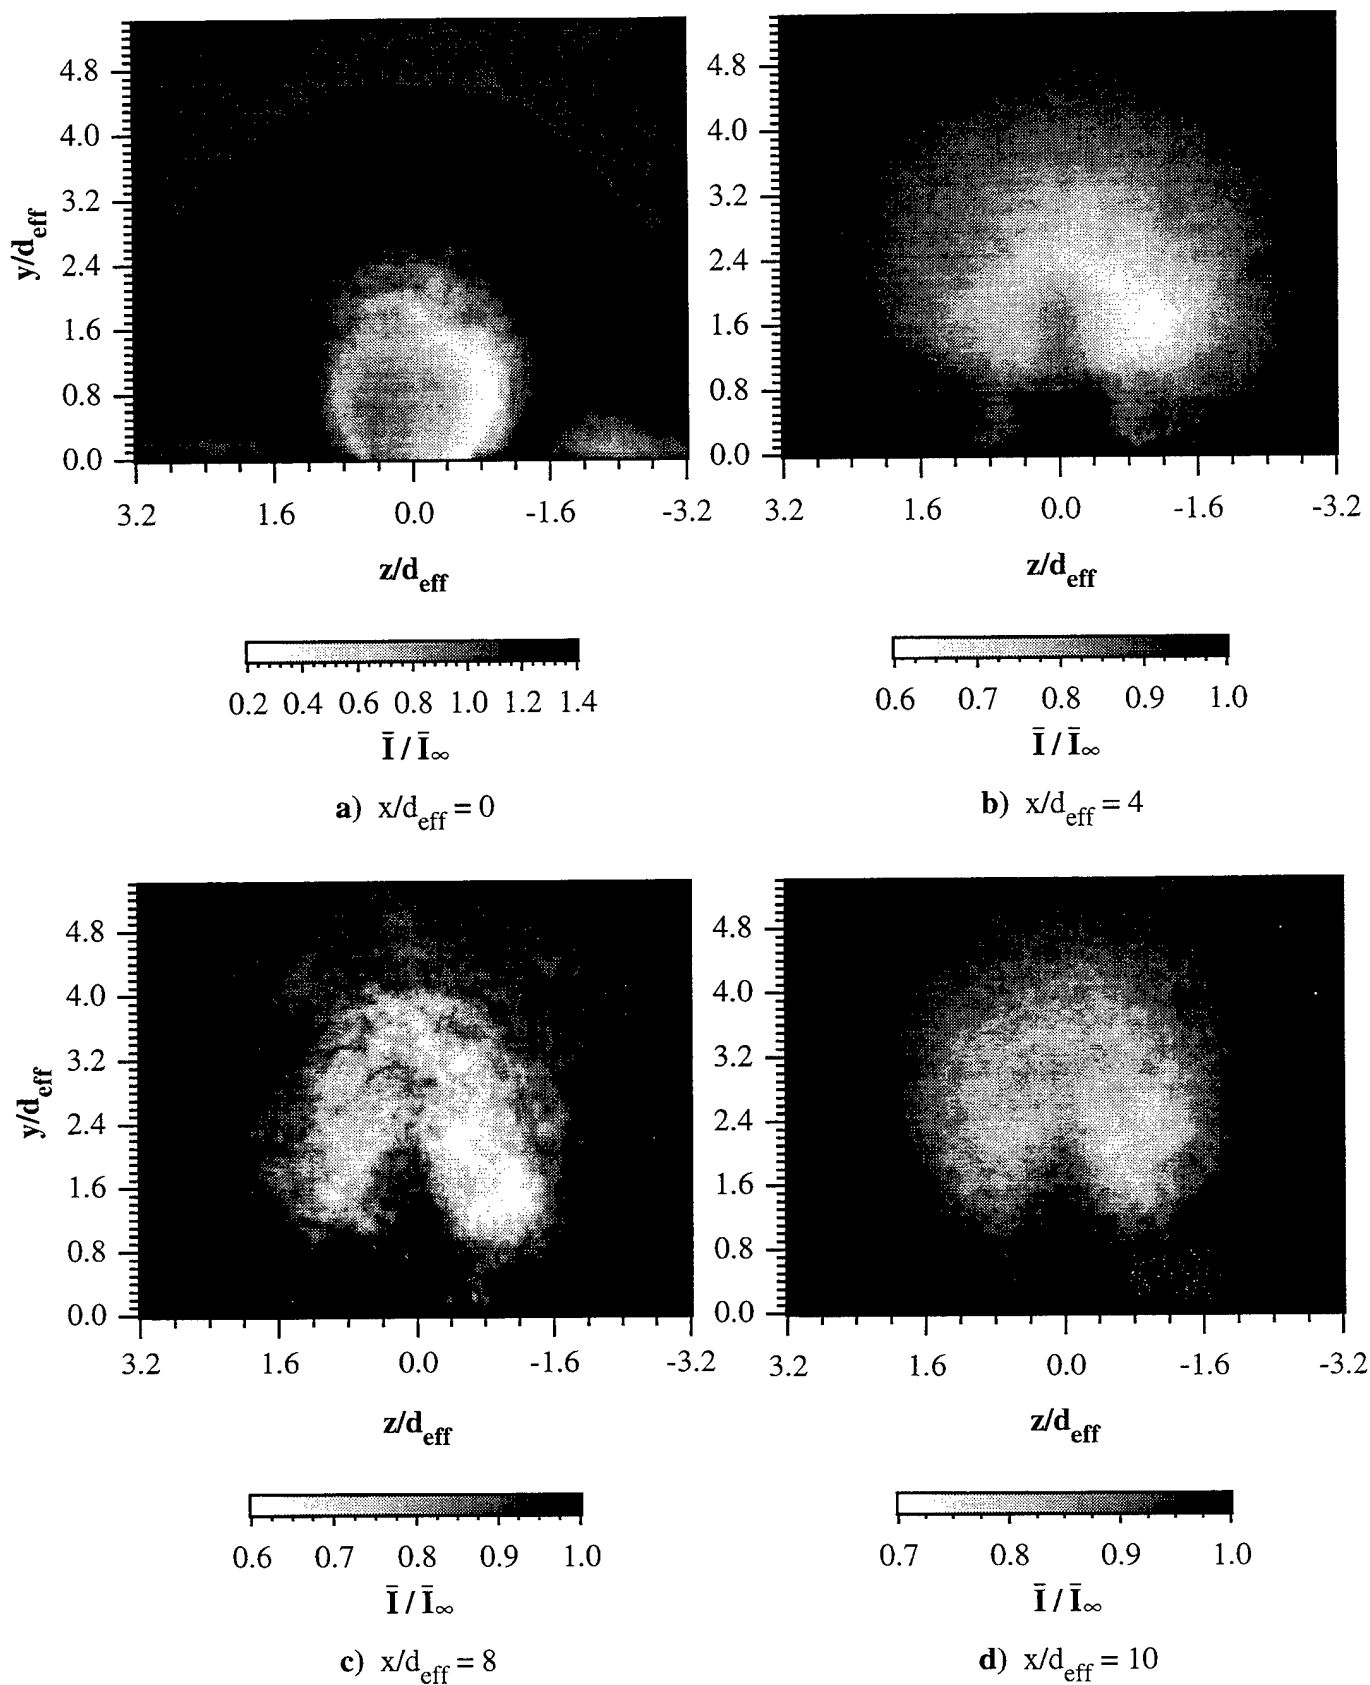 4.8
4.0
3.2
2.4
1.6
0.8
0.0
y/d_eff
3.2 1.6 0.0 -1.6 -3.2
z/d_eff
0.2 0.4 0.6 0.8 1.0 1.2 1.4
Ī / Ī∞
a) x/d_eff = 0
4.8
4.0
3.2
2.4
1.6
0.8
0.0
3.2 1.6 0.0 -1.6 -3.2
z/d_eff
0.6 0.7 0.8 0.9 1.0
Ī / Ī∞
b) x/d_eff = 4
4.8
4.0
3.2
2.4
1.6
0.8
0.0
y/d_eff
3.2 1.6 0.0 -1.6 -3.2
z/d_eff
0.6 0.7 0.8 0.9 1.0
Ī / Ī∞
c) x/d_eff = 8
4.8
4.0
3.2
2.4
1.6
0.8
0.0
3.2 1.6 0.0 -1.6 -3.2
z/d_eff
0.7 0.8 0.9 1.0
Ī / Ī∞
d) x/d_eff = 10